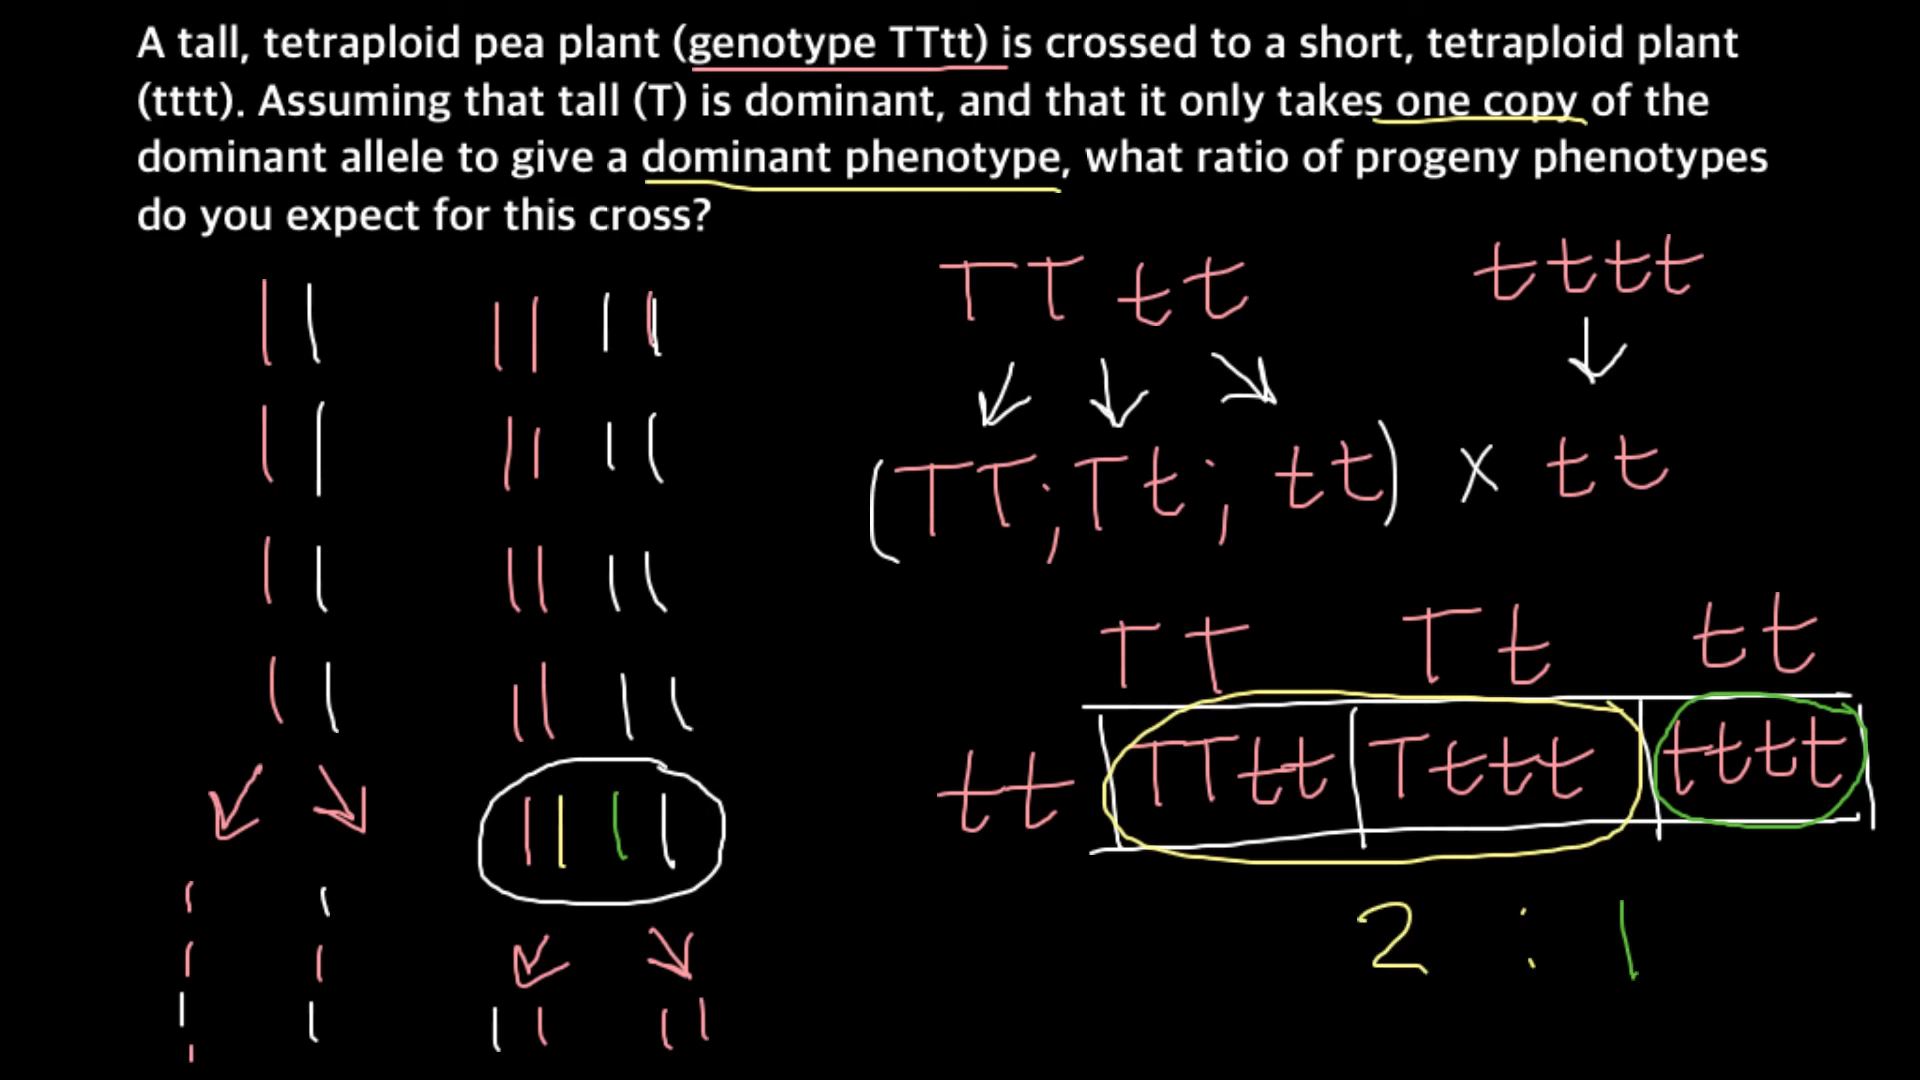 A tall, tetraploid pea plant (genotype TTtt) is crossed to a short, tetraploid plant
(tttt). Assuming that tall (T) is dominant, and that it only takes one copy of the
dominant allele to give a dominant phenotype, what ratio of progeny phenotypes
do you expect for this cross?
TTtt tttt
(TT; Tt; tt) x tt
TT Tt tt
tt TTtt Tttt tttt
2 : 1